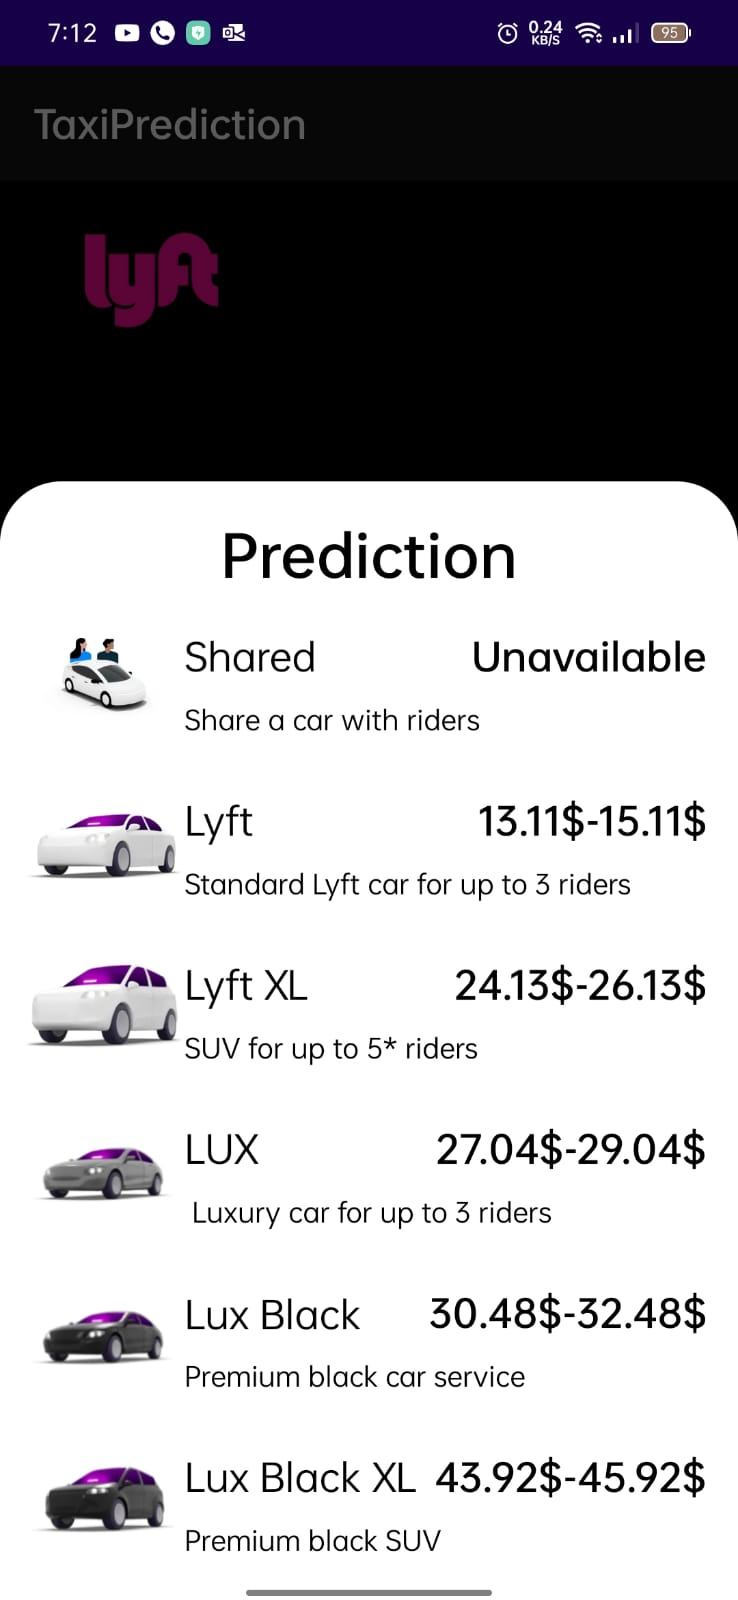 7:12 0.24 KB/S 95
TaxiPrediction
lyft
Prediction
Shared Unavailable
Share a car with riders
Lyft 13.11$-15.11$
Standard Lyft car for up to 3 riders
Lyft XL 24.13$-26.13$
SUV for up to 5* riders
LUX 27.04$-29.04$
Luxury car for up to 3 riders
Lux Black 30.48$-32.48$
Premium black car service
Lux Black XL 43.92$-45.92$
Premium black SUV